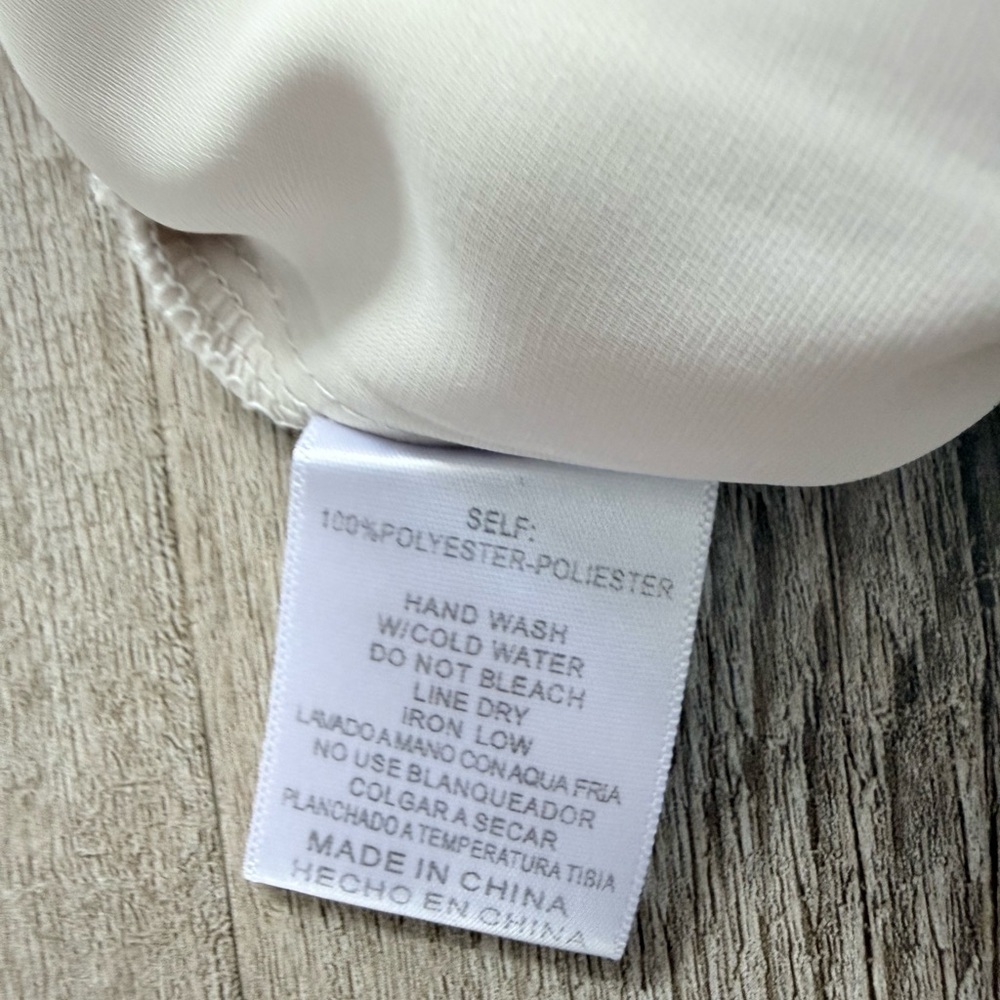 SELF:
100%POLYESTER-POLIESTER
HAND WASH
W/COLD WATER
DO NOT BLEACH
LINE DRY
IRON LOW
LAVADO A MANO CON AQUA FRIA
NO USE BLANQUEADOR
COLGAR A SECAR
PLANCHADO A TEMPERATURA TIBIA
MADE IN CHINA
HECHO EN CHINA